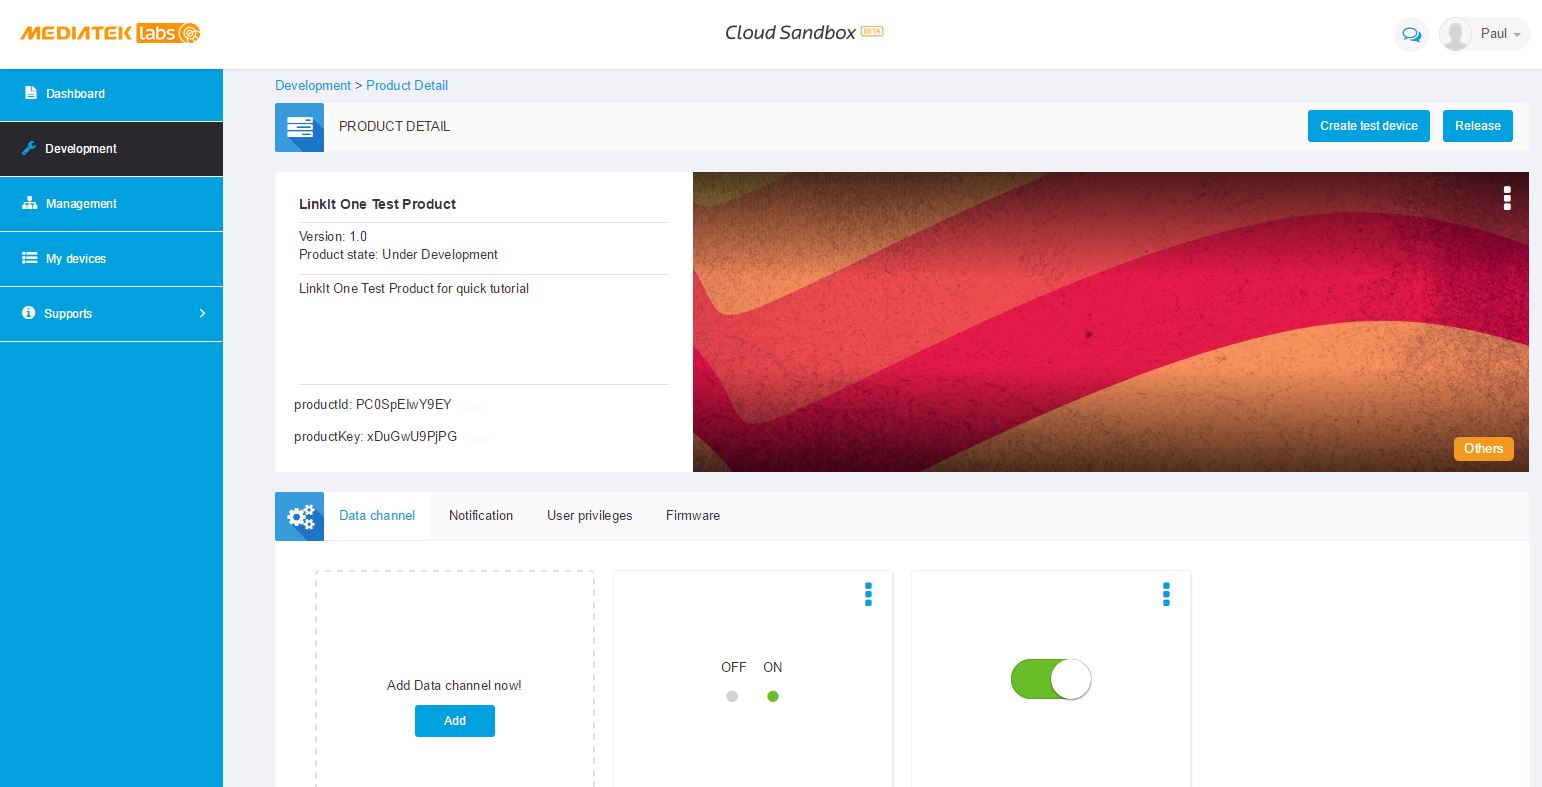 MEDIATEK labs
Cloud Sandbox BETA
Paul
Dashboard
Development
Management
My devices
Supports
Development > Product Detail
PRODUCT DETAIL
Create test device
Release
LinkIt One Test Product
Version: 1.0
Product state: Under Development
LinkIt One Test Product for quick tutorial
productId: PC0SpEIwY9EY Copy
productKey: xDuGwU9PjPG Copy
Others
Data channel
Notification
User privileges
Firmware
Add Data channel now!
Add
OFF ON